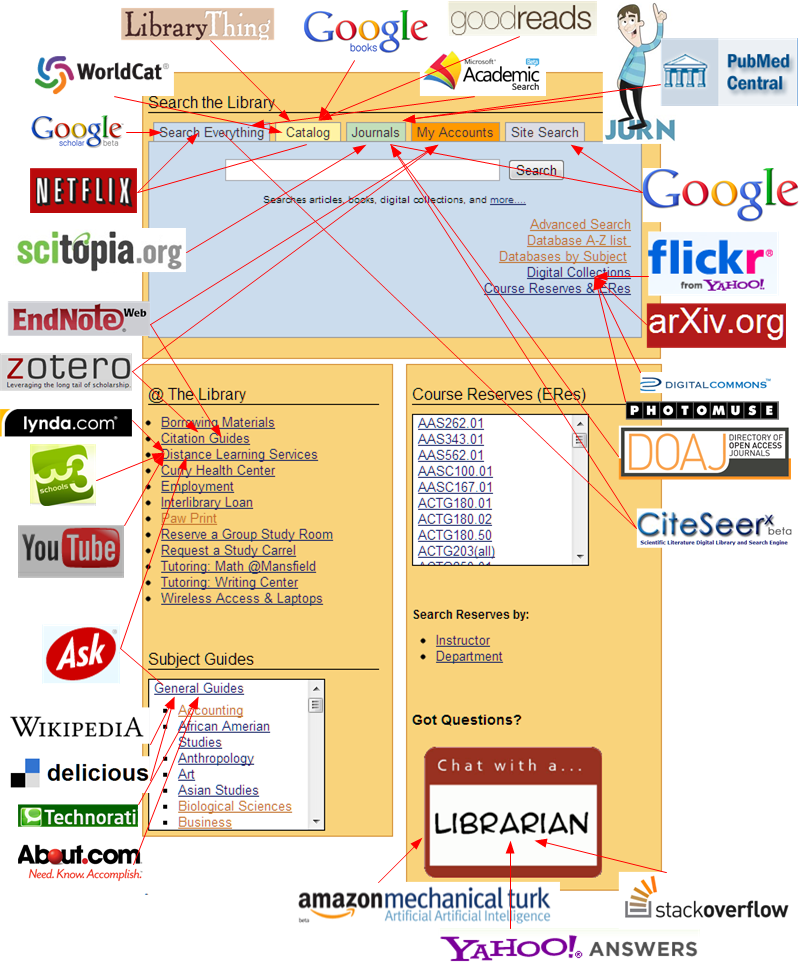 LibraryThing
Google
books
goodreads
WorldCat®
Microsoft®
Beta
Academic
Search
PubMed
Central
JURN
Search the Library
Google
scholar beta
Search Everything
Catalog
Journals
My Accounts
Site Search
Search
NETFLIX
Searches articles, books, digital collections, and more....
Google
scitopia.org
Advanced Search
Database A-Z list
Databases by Subject
Digital Collections
Course Reserves & ERes
flickr®
from YAHOO!
EndNote® Web
arXiv.org
zotero
Leveraging the long tail of scholarship.
DIGITALCOMMONS™
PHOTOMUSE
lynda.com®
@ The Library
Borrowing Materials
Citation Guides
Distance Learning Services
Curry Health Center
Employment
Interlibrary Loan
Paw Print
Reserve a Group Study Room
Request a Study Carrel
Tutoring: Math @Mansfield
Tutoring: Writing Center
Wireless Access & Laptops
Course Reserves (ERes)
AAS262.01
AAS343.01
AAS562.01
AASC100.01
AASC167.01
ACTG180.01
ACTG180.02
ACTG180.50
ACTG203(all)
DOAJ
DIRECTORY OF
OPEN ACCESS
JOURNALS
w3
schools
CiteSeerx beta
Scientific Literature Digital Library and Search Engine
YouTube
Search Reserves by:
Instructor
Department
Ask
Subject Guides
General Guides
Accounting
African Amerian
Studies
Anthropology
Art
Asian Studies
Biological Sciences
Business
WIKIPEDIA
delicious
Technorati
About.com
Need. Know. Accomplish.
Got Questions?
Chat with a...
LIBRARIAN
amazonmechanical turk
beta
Artificial Artificial Intelligence
stackoverflow
YAHOO!® ANSWERS